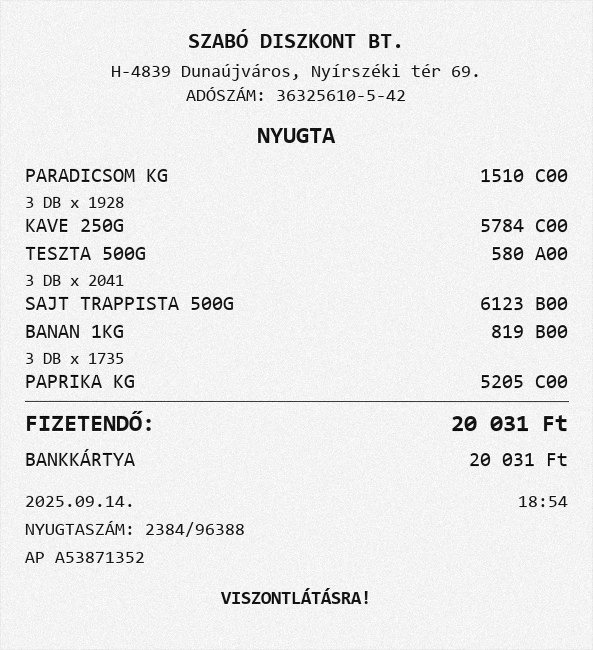 SZABÓ DISZKONT BT.
H-4839 Dunaújváros, Nyírszéki tér 69.
ADÓSZÁM: 36325610-5-42
NYUGTA
PARADICSOM KG 1510 C00
3 DB x 1928
KAVE 250G 5784 C00
TESZTA 500G 580 A00
3 DB x 2041
SAJT TRAPPISTA 500G 6123 B00
BANAN 1KG 819 B00
3 DB x 1735
PAPRIKA KG 5205 C00
FIZETENDŐ: 20 031 Ft
BANKKÁRTYA 20 031 Ft
2025.09.14. 18:54
NYUGTASZÁM: 2384/96388
AP A53871352
VISZONTLÁTÁSRA!